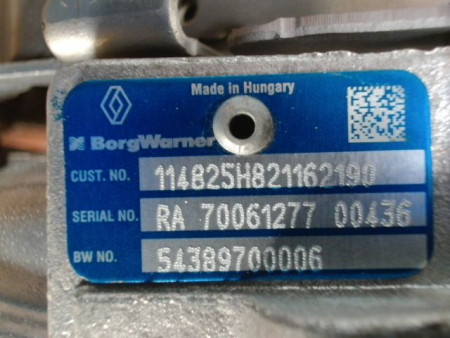 Made in Hungary
BorgWarner
CUST. NO. 114825H821162190
SERIAL NO. RA 70061277 00436
BW NO. 54389700006